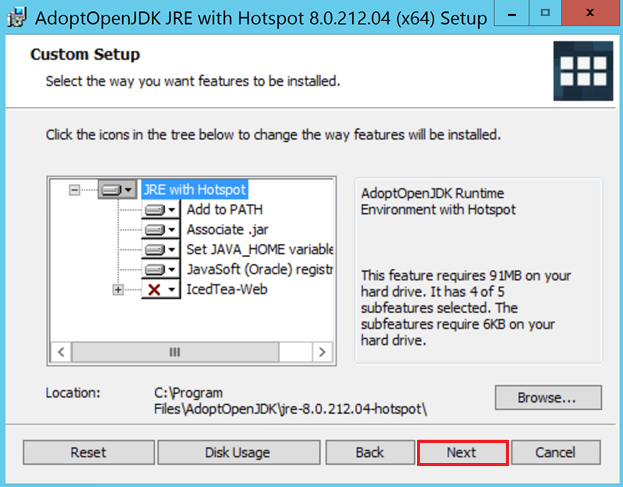 AdoptOpenJDK JRE with Hotspot 8.0.212.04 (x64) Setup
Custom Setup
Select the way you want features to be installed.
Click the icons in the tree below to change the way features will be installed.
JRE with Hotspot
Add to PATH
Associate .jar
Set JAVA_HOME variable
JavaSoft (Oracle) registr
IcedTea-Web
AdoptOpenJDK Runtime
Environment with Hotspot
This feature requires 91MB on your
hard drive. It has 4 of 5
subfeatures selected. The
subfeatures require 6KB on your
hard drive.
Location:
C:\Program
Files\AdoptOpenJDK\jre-8.0.212.04-hotspot\
Browse...
Reset
Disk Usage
Back
Next
Cancel